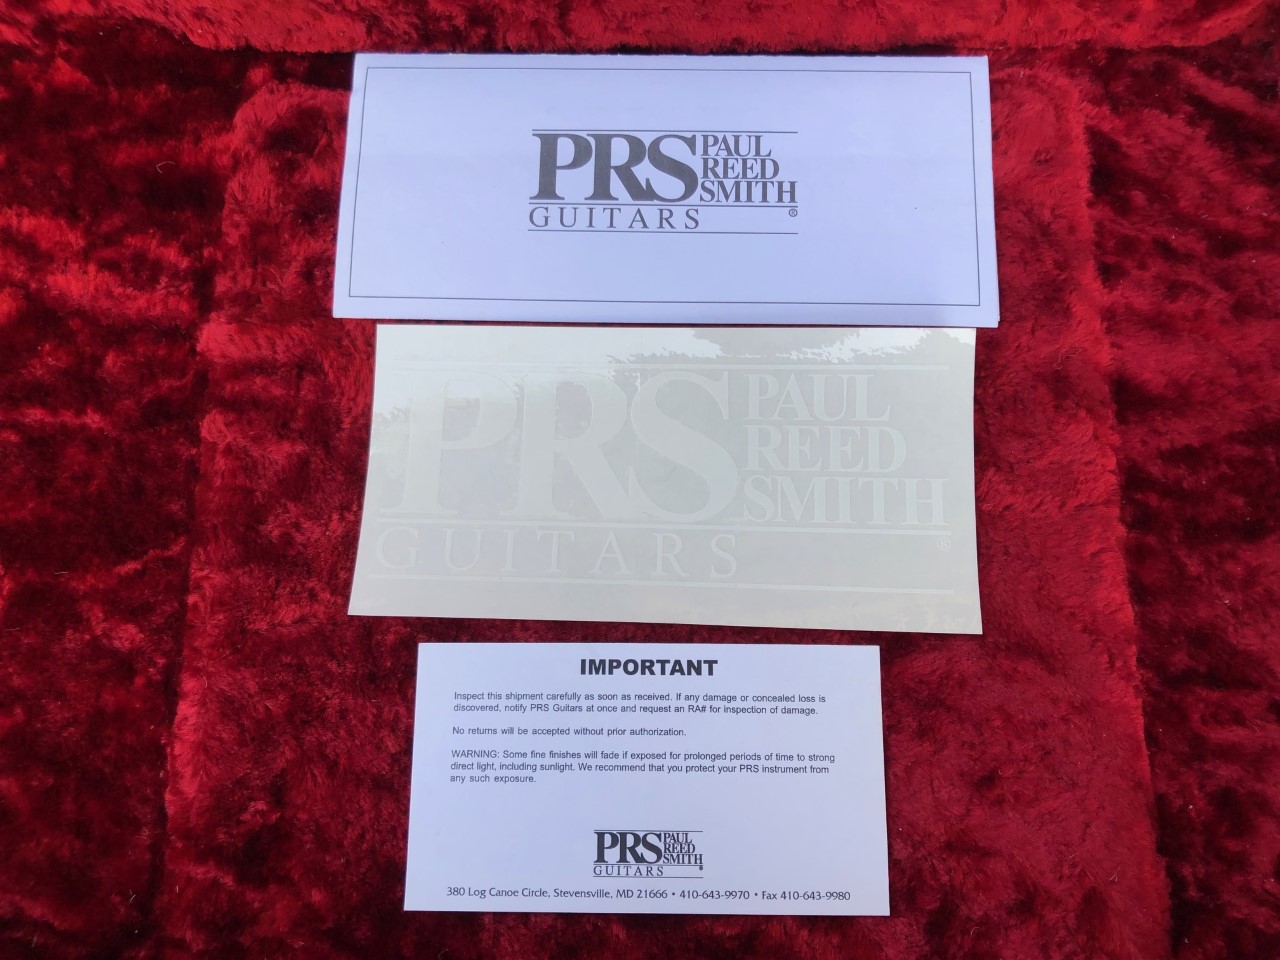 PRS PAUL
REED
SMITH
GUITARS ®
PRS PAUL
REED
SMITH
GUITARS ®
IMPORTANT
Inspect this shipment carefully as soon as received. If any damage or concealed loss is
discovered, notify PRS Guitars at once and request an RA# for inspection of damage.
No returns will be accepted without prior authorization.
WARNING: Some fine finishes will fade if exposed for prolonged periods of time to strong
direct light, including sunlight. We recommend that you protect your PRS instrument from
any such exposure.
PRS PAUL
REED
SMITH
GUITARS ®
380 Log Canoe Circle, Stevensville, MD 21666 • 410-643-9970 • Fax 410-643-9980